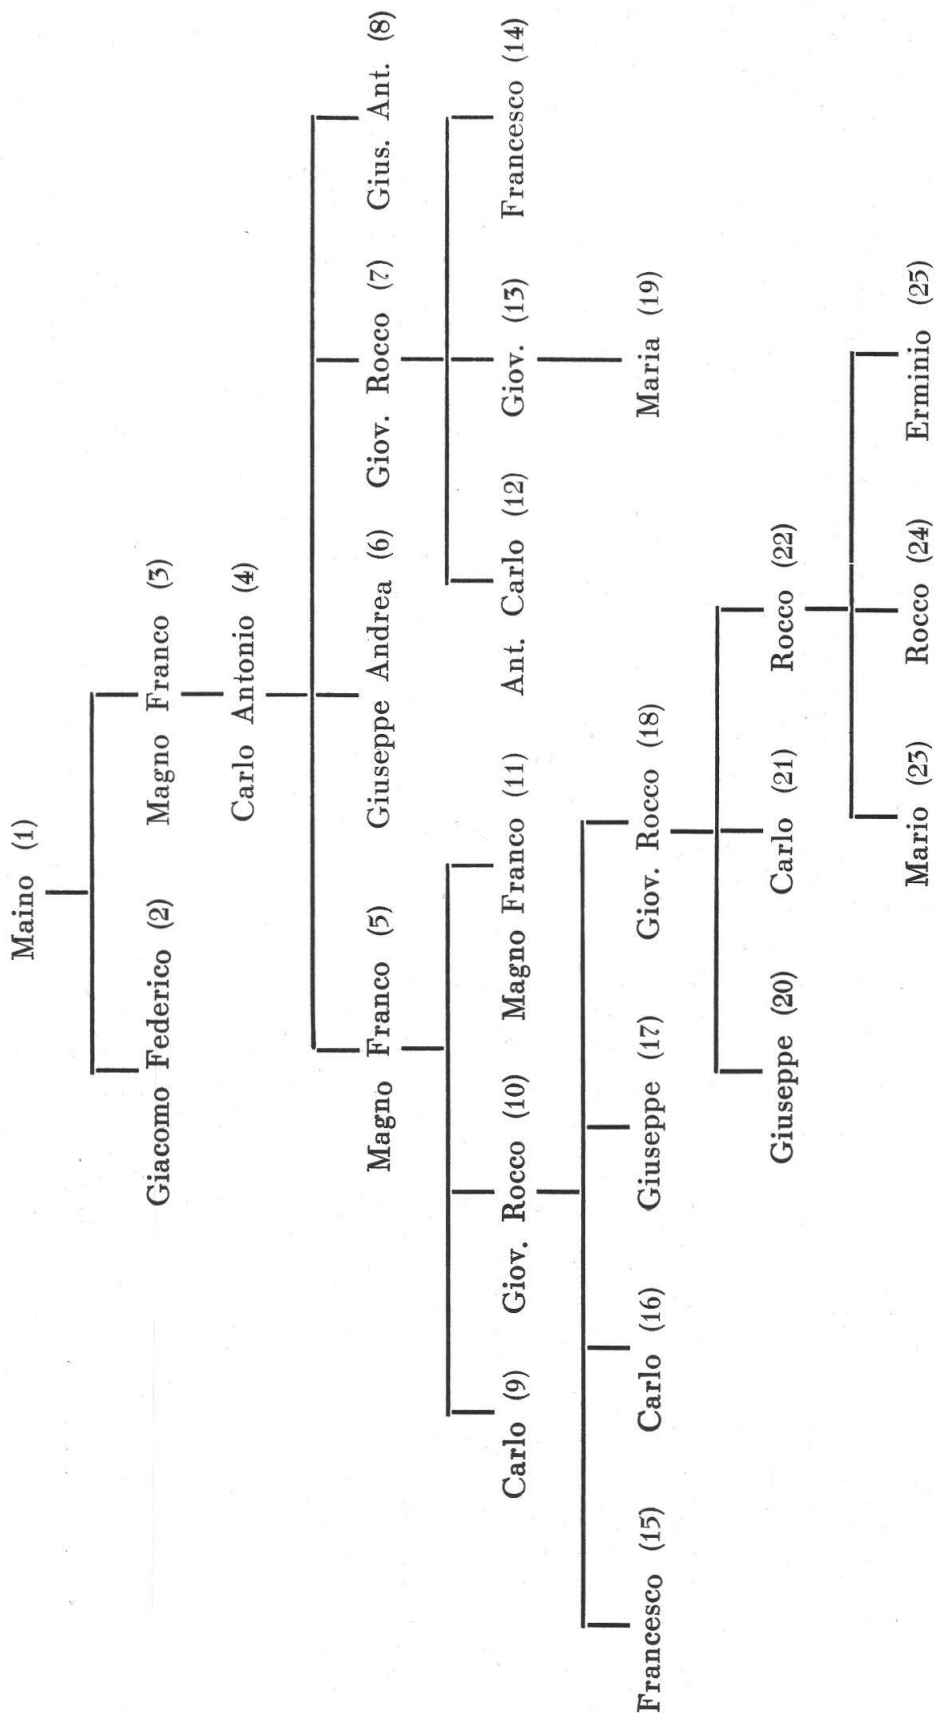 Maino (1)
Giacomo Federico (2) Magno Franco (3)
Carlo Antonio (4)
Magno Franco (5) Giuseppe Andrea (6) Giov. Rocco (7) Gius. Ant. (8)
Carlo (9) Giov. Rocco (10) Magno Franco (11) Ant. Carlo (12) Giov. (13) Francesco (14)
Francesco (15) Carlo (16) Giuseppe (17) Giov. Rocco (18) Maria (19)
Giuseppe (20) Carlo (21) Rocco (22)
Mario (23) Rocco (24) Erminio (25)